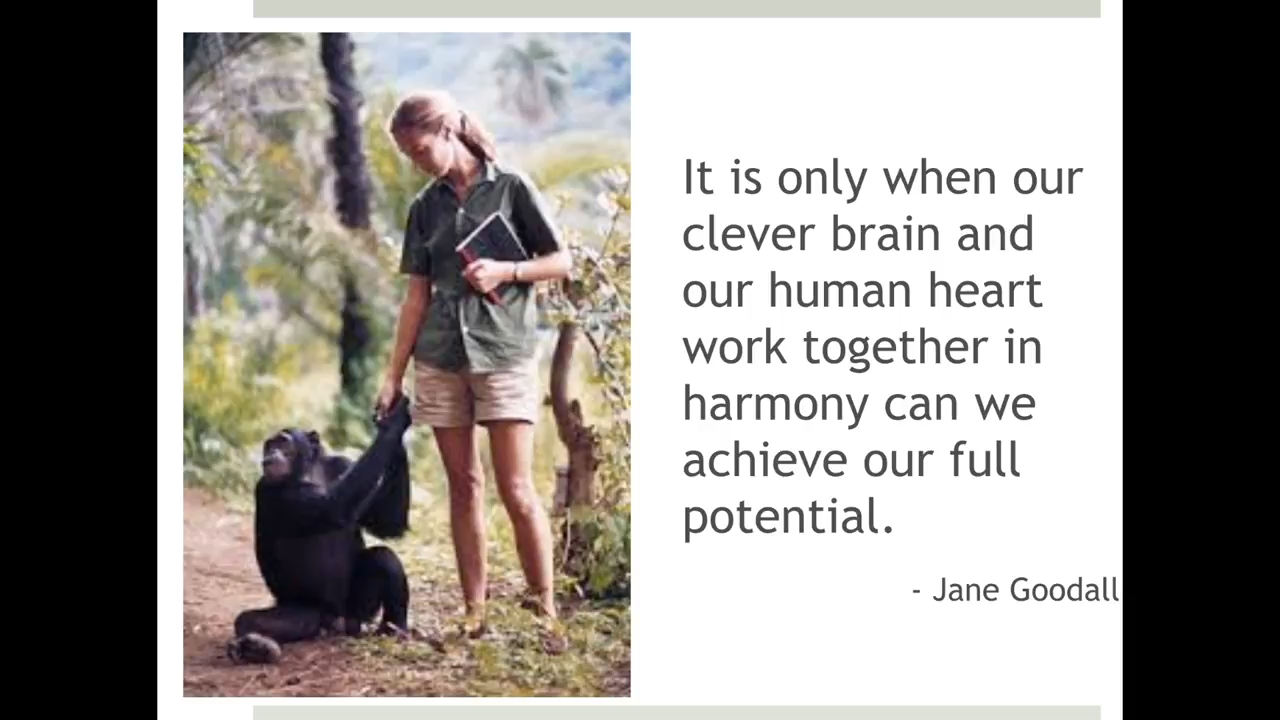 It is only when our
clever brain and
our human heart
work together in
harmony can we
achieve our full
potential.
- Jane Goodall